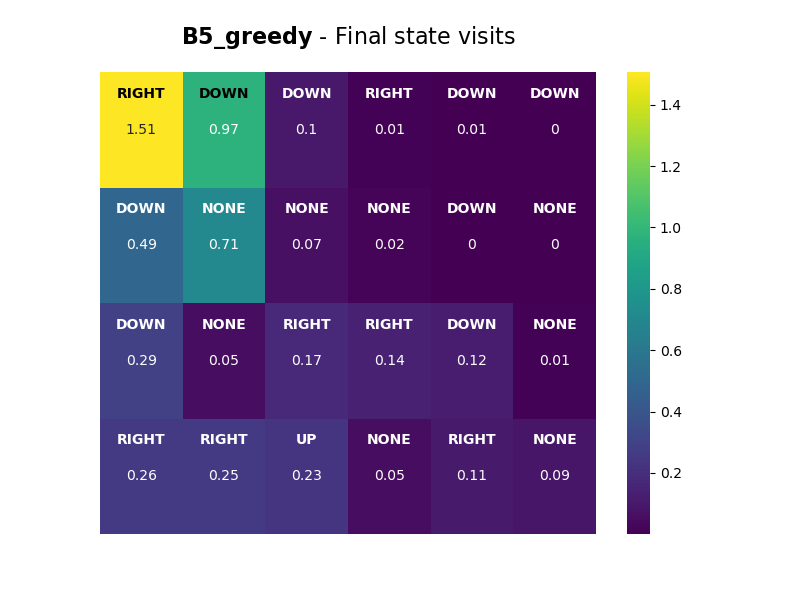 B5_greedy - Final state visits
RIGHT DOWN DOWN RIGHT DOWN DOWN
1.51 0.97 0.1 0.01 0.01 0
DOWN NONE NONE NONE DOWN NONE
0.49 0.71 0.07 0.02 0 0
DOWN NONE RIGHT RIGHT DOWN NONE
0.29 0.05 0.17 0.14 0.12 0.01
RIGHT RIGHT UP NONE RIGHT NONE
0.26 0.25 0.23 0.05 0.11 0.09
1.4
1.2
1.0
0.8
0.6
0.4
0.2